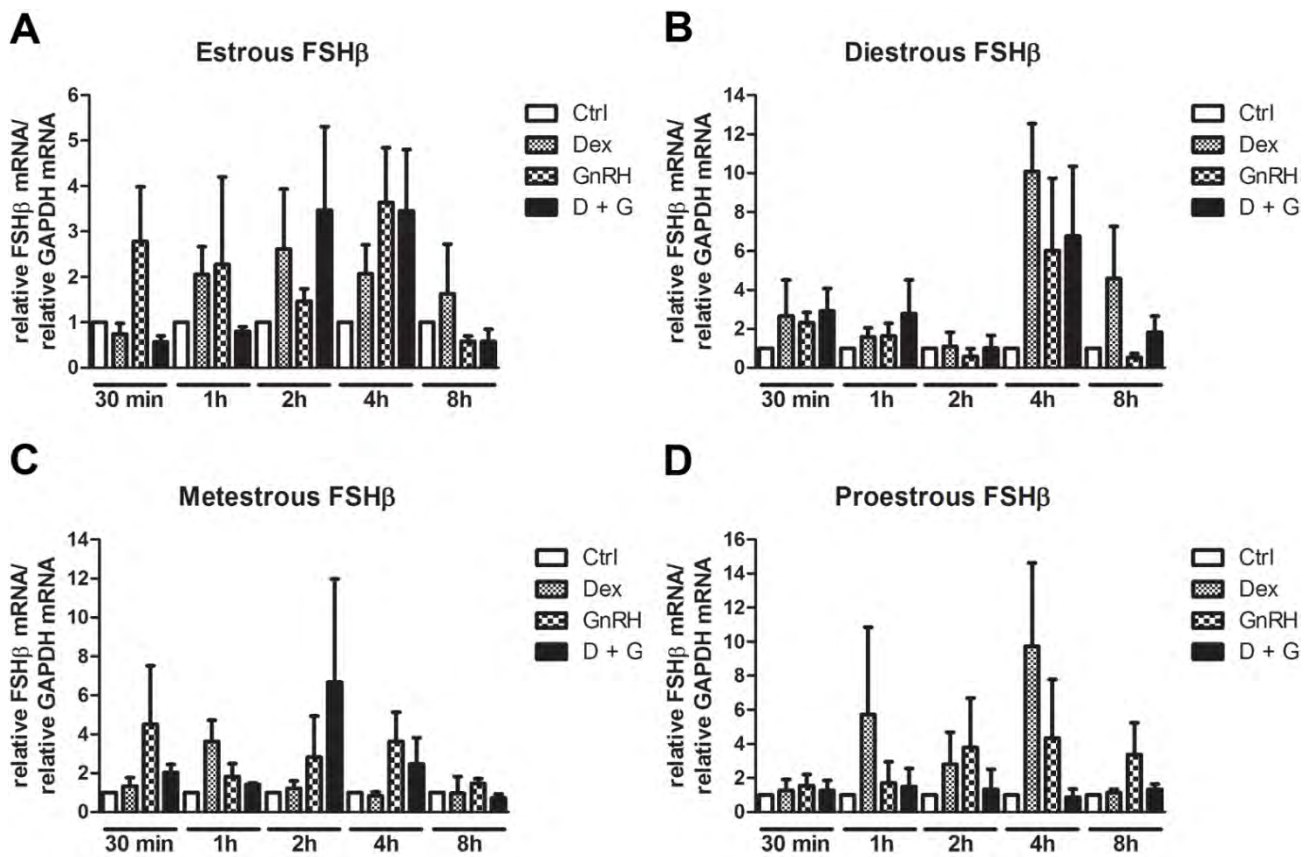 A
Estrous FSHβ
relative FSHβ mRNA/
relative GAPDH mRNA
6
5
4
3
2
1
0
30 min 1h 2h 4h 8h
Ctrl
Dex
GnRH
D + G
B
Diestrous FSHβ
relative FSHβ mRNA/
relative GAPDH mRNA
14
12
10
8
6
4
2
0
30 min 1h 2h 4h 8h
Ctrl
Dex
GnRH
D + G
C
Metestrous FSHβ
relative FSHβ mRNA/
relative GAPDH mRNA
14
12
10
8
6
4
2
0
30 min 1h 2h 4h 8h
Ctrl
Dex
GnRH
D + G
D
Proestrous FSHβ
relative FSHβ mRNA/
relative GAPDH mRNA
16
14
12
10
8
6
4
2
0
30 min 1h 2h 4h 8h
Ctrl
Dex
GnRH
D + G